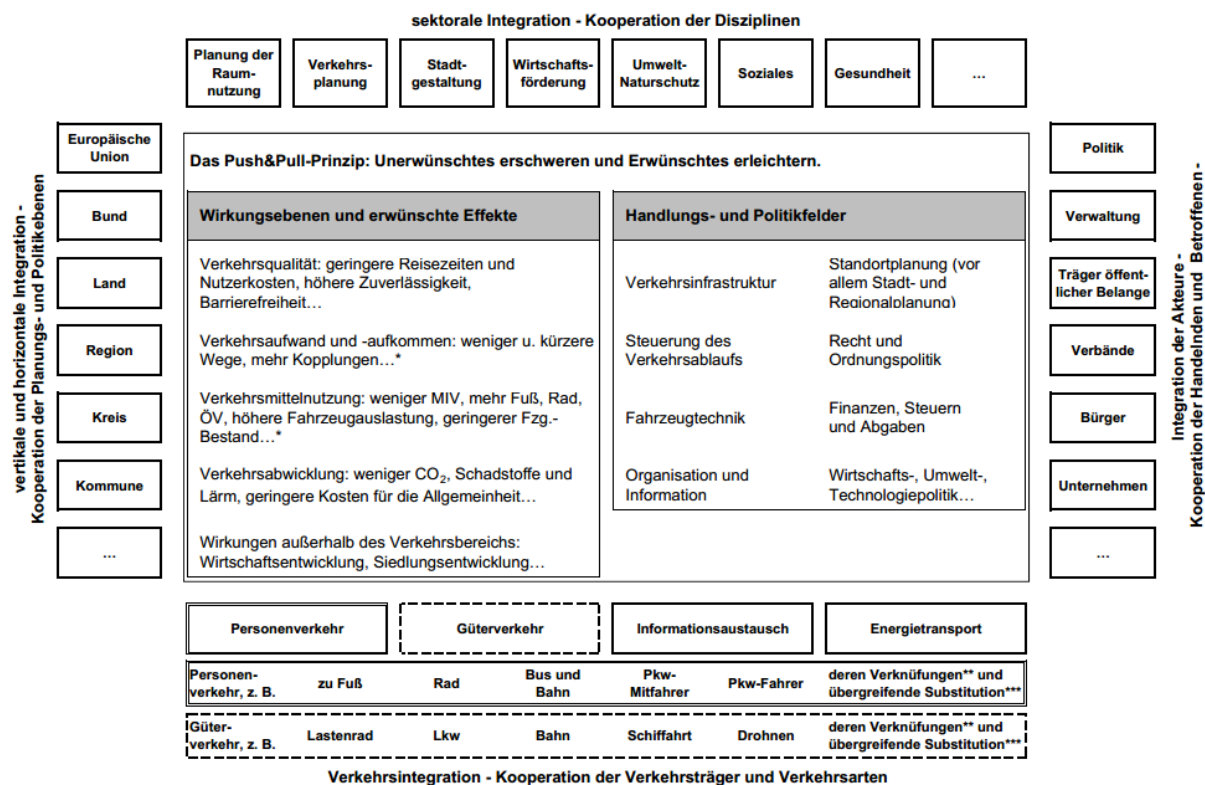 sektorale Integration - Kooperation der Disziplinen
Planung der
Raum-
nutzung
Verkehrs-
planung
Stadt-
gestaltung
Wirtschafts-
förderung
Umwelt-
Naturschutz
Soziales
Gesundheit
...
vertikale und horizontale Integration -
Kooperation der Planungs- und Politikebenen
Europäische
Union
Bund
Land
Region
Kreis
Kommune
...
Das Push&Pull-Prinzip: Unerwünschtes erschweren und Erwünschtes erleichtern.
Wirkungsebenen und erwünschte Effekte
Verkehrsqualität: geringere Reisezeiten und
Nutzerkosten, höhere Zuverlässigkeit,
Barrierefreiheit...
Verkehrsaufwand und -aufkommen: weniger u. kürzere
Wege, mehr Kopplungen...*
Verkehrsmittelnutzung: weniger MIV, mehr Fuß, Rad,
ÖV, höhere Fahrzeugauslastung, geringerer Fzg.-
Bestand...*
Verkehrsabwicklung: weniger CO₂, Schadstoffe und
Lärm, geringere Kosten für die Allgemeinheit...
Wirkungen außerhalb des Verkehrsbereichs:
Wirtschaftsentwicklung, Siedlungsentwicklung...
Handlungs- und Politikfelder
Verkehrsinfrastruktur
Standortplanung (vor
allem Stadt- und
Regionalplanung)
Steuerung des
Verkehrsablaufs
Recht und
Ordnungspolitik
Fahrzeugtechnik
Finanzen, Steuern
und Abgaben
Organisation und
Information
Wirtschafts-, Umwelt-,
Technologiepolitik...
Politik
Verwaltung
Träger öffent-
licher Belange
Verbände
Bürger
Unternehmen
...
Integration der Akteure -
Kooperation der Handelnden und Betroffenen -
Personenverkehr
Güterverkehr
Informationsaustausch
Energietransport
Personen-
verkehr, z. B.
zu Fuß
Rad
Bus und
Bahn
Pkw-
Mitfahrer
Pkw-Fahrer
deren Verknüfungen** und
übergreifende Substitution***
Güter-
verkehr, z. B.
Lastenrad
Lkw
Bahn
Schiffahrt
Drohnen
deren Verknüfungen** und
übergreifende Substitution***
Verkehrsintegration - Kooperation der Verkehrsträger und Verkehrsarten